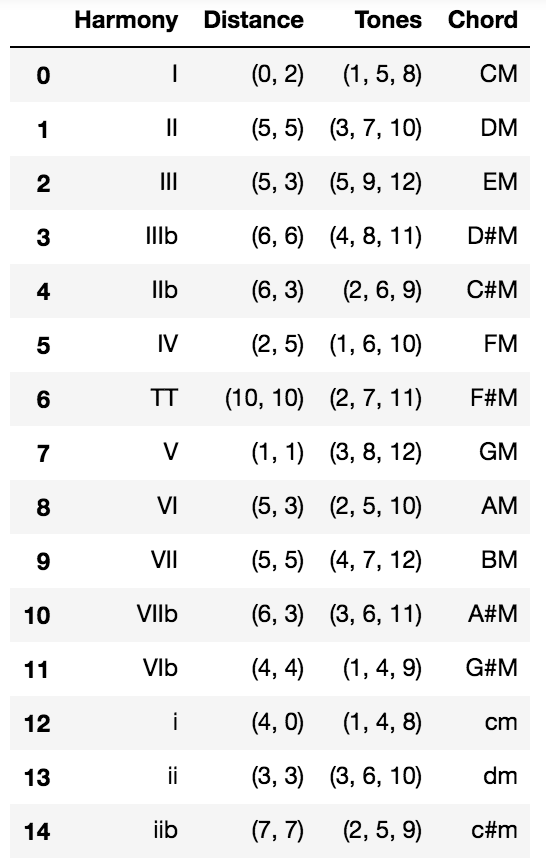 Harmony Distance Tones Chord
0 I (0, 2) (1, 5, 8) CM
1 II (5, 5) (3, 7, 10) DM
2 III (5, 3) (5, 9, 12) EM
3 IIIb (6, 6) (4, 8, 11) D#M
4 IIb (6, 3) (2, 6, 9) C#M
5 IV (2, 5) (1, 6, 10) FM
6 TT (10, 10) (2, 7, 11) F#M
7 V (1, 1) (3, 8, 12) GM
8 VI (5, 3) (2, 5, 10) AM
9 VII (5, 5) (4, 7, 12) BM
10 VIIb (6, 3) (3, 6, 11) A#M
11 VIb (4, 4) (1, 4, 9) G#M
12 i (4, 0) (1, 4, 8) cm
13 ii (3, 3) (3, 6, 10) dm
14 iib (7, 7) (2, 5, 9) c#m